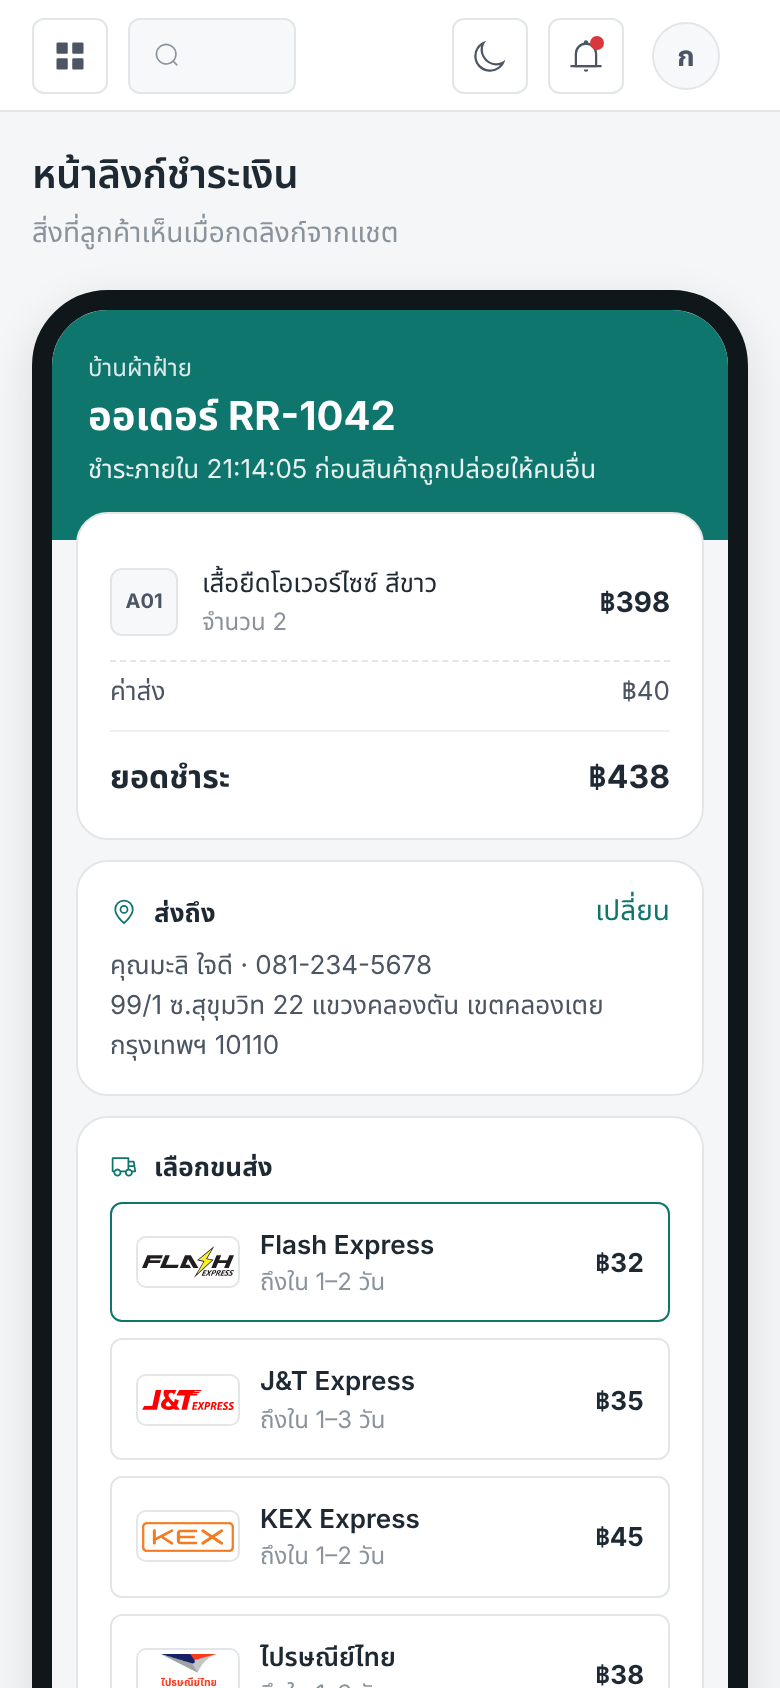 ก
หน้าลิงก์ชำระเงิน
สิ่งที่ลูกค้าเห็นเมื่อกดลิงก์จากแชต
บ้านผ้าฝ้าย
ออเดอร์ RR-1042
ชำระภายใน 21:14:05 ก่อนสินค้าถูกปล่อยให้คนอื่น
A01
เสื้อยืดโอเวอร์ไซซ์ สีขาว
จำนวน 2
฿398
ค่าส่ง ฿40
ยอดชำระ ฿438
ส่งถึง เปลี่ยน
คุณมะลิ ใจดี · 081-234-5678
99/1 ซ.สุขุมวิท 22 แขวงคลองตัน เขตคลองเตย
กรุงเทพฯ 10110
เลือกขนส่ง
FLASH EXPRESS
Flash Express
ถึงใน 1–2 วัน
฿32
J&T EXPRESS
J&T Express
ถึงใน 1–3 วัน
฿35
KEX
KEX Express
ถึงใน 1–2 วัน
฿45
ไปรษณีย์ไทย
ไปรษณีย์ไทย
฿38